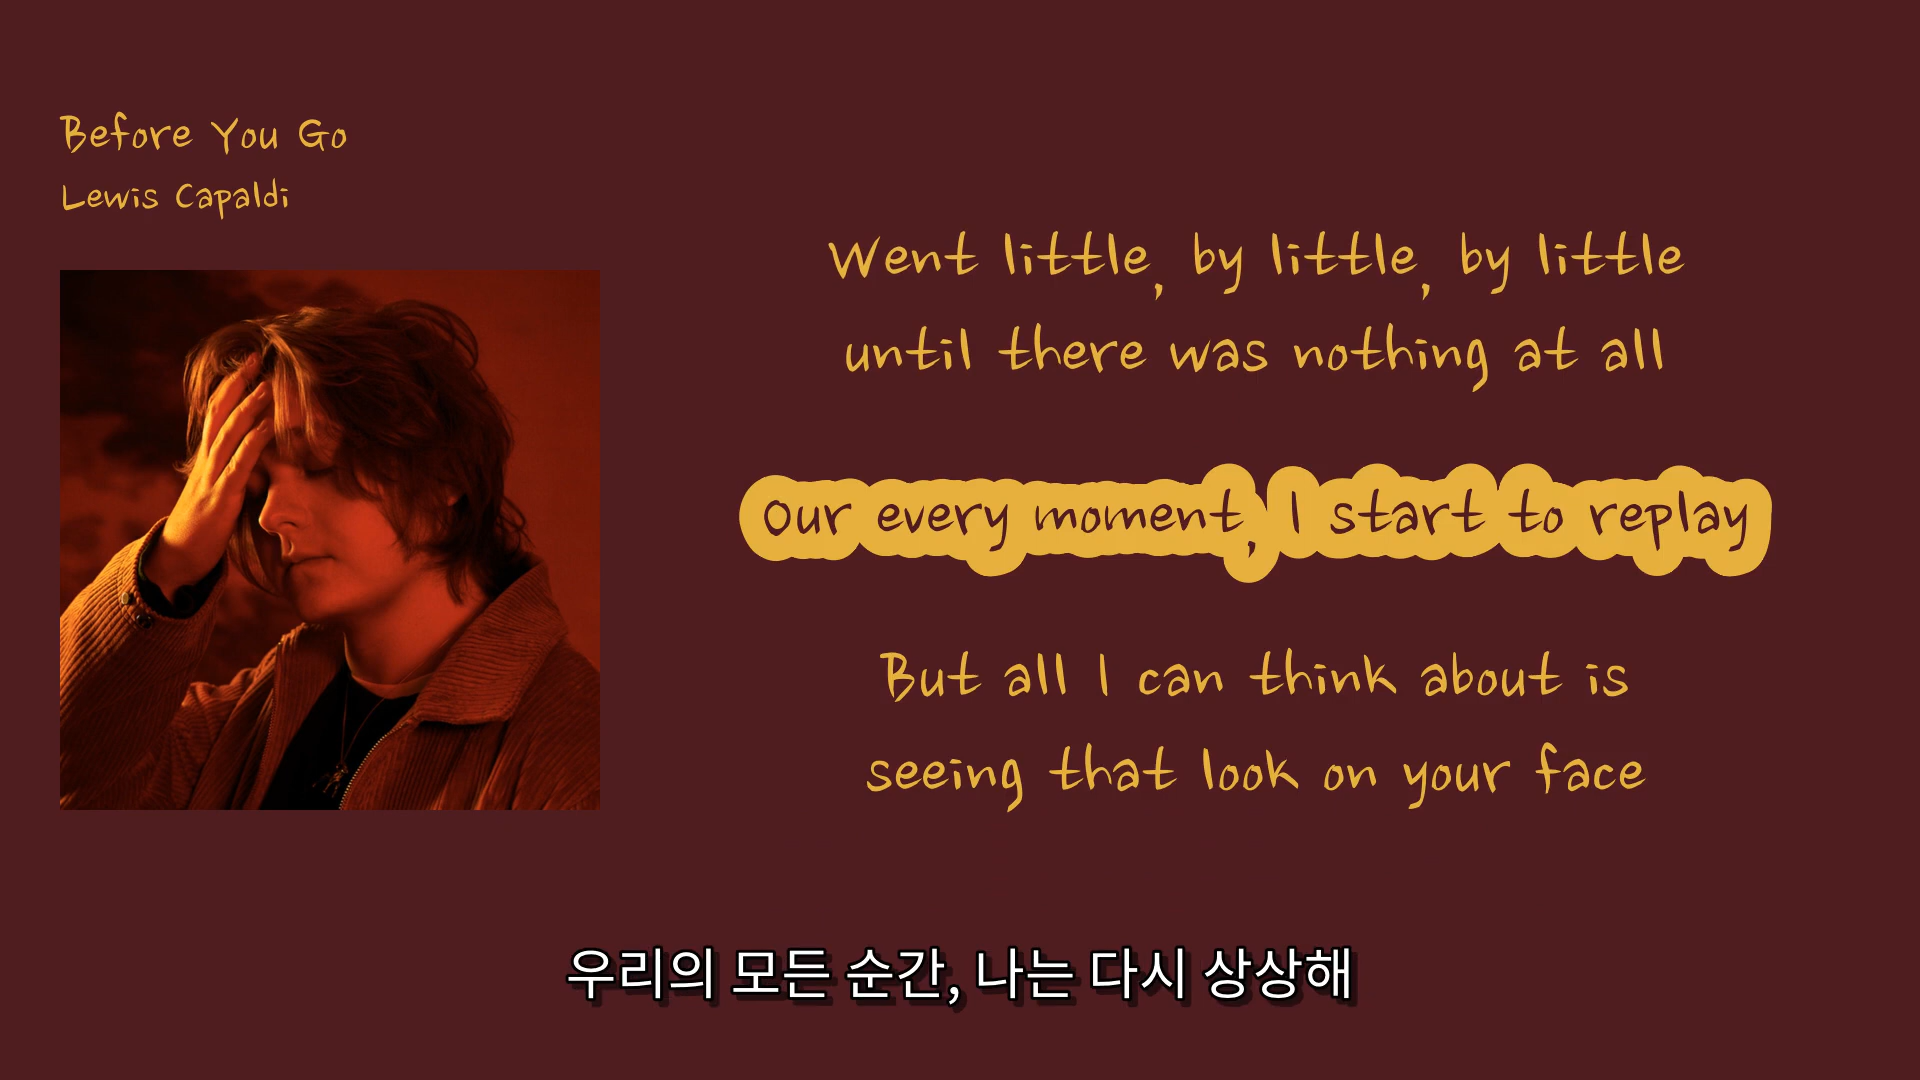 Before You Go
Lewis Capaldi
Went little, by little, by little
until there was nothing at all
Our every moment, I start to replay
But all I can think about is
seeing that look on your face
우리의 모든 순간, 나는 다시 상상해